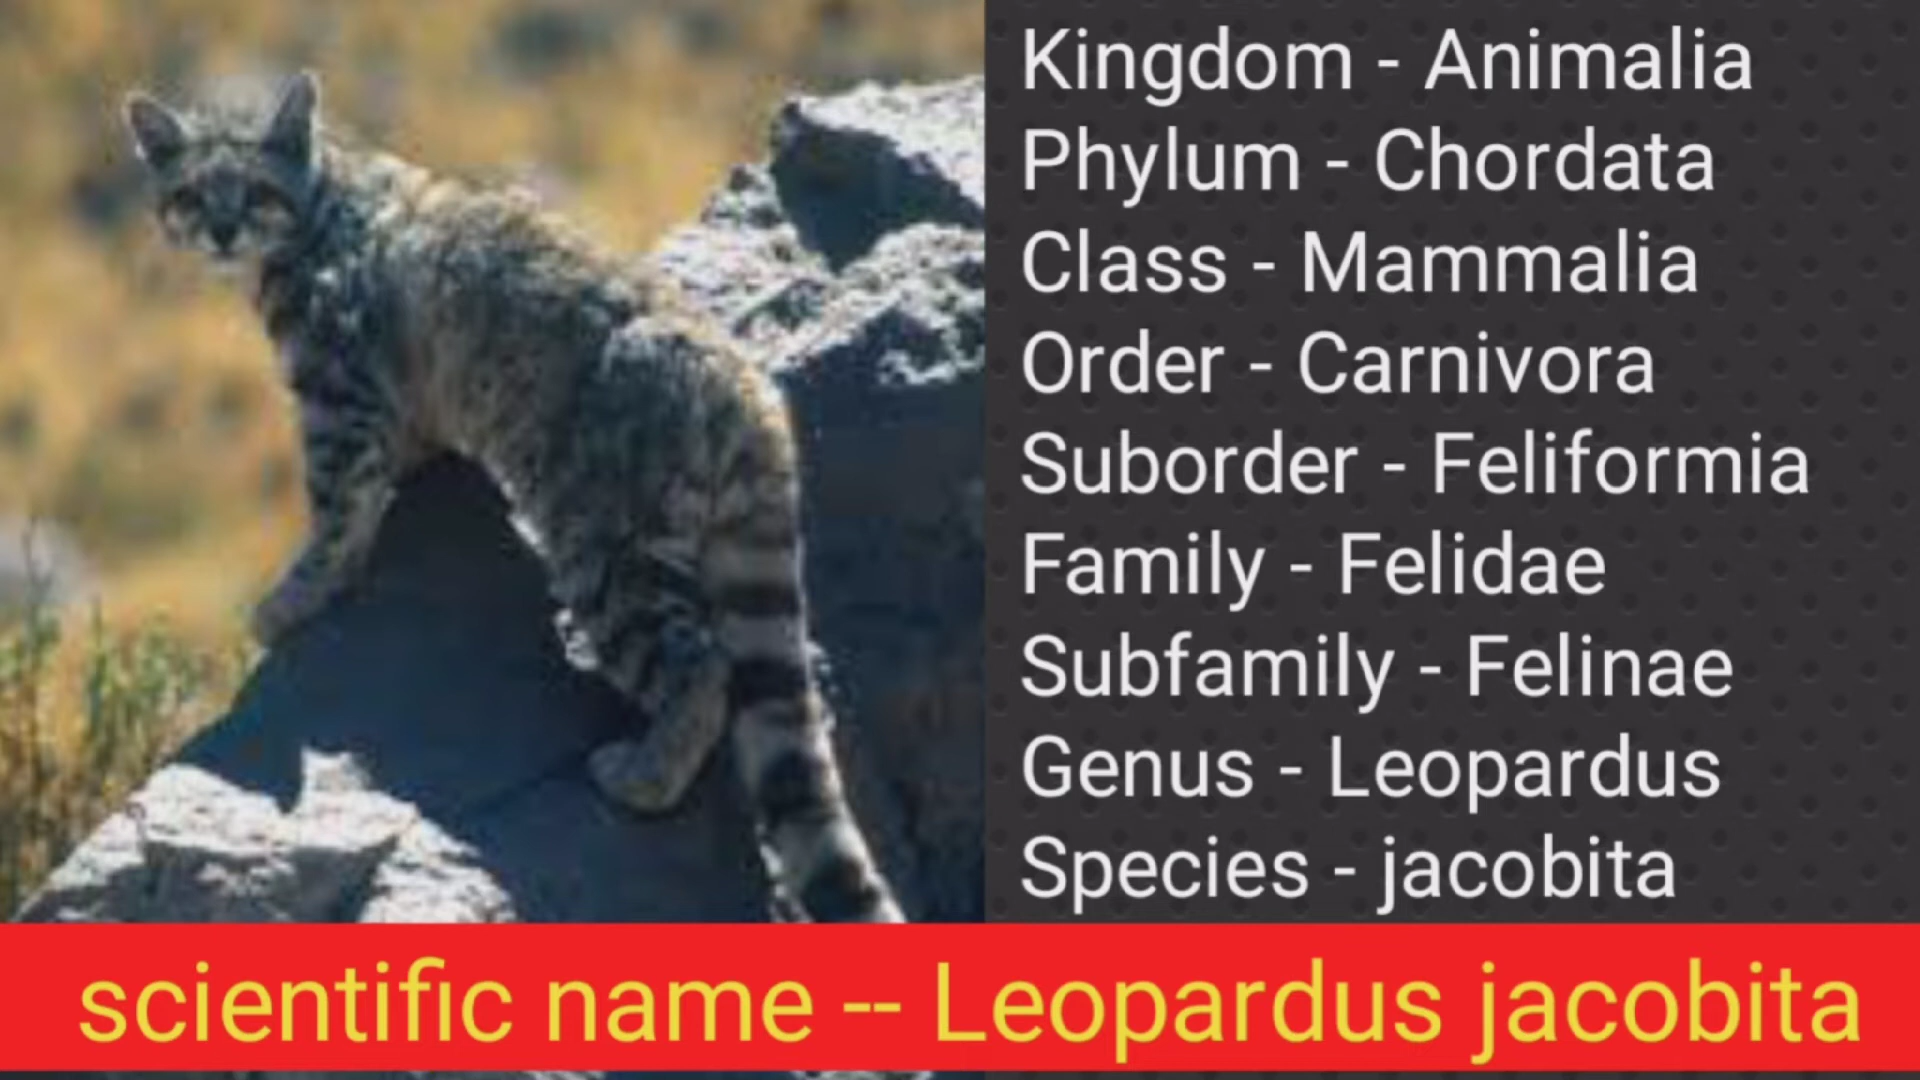 Kingdom - Animalia
Phylum - Chordata
Class - Mammalia
Order - Carnivora
Suborder - Feliformia
Family - Felidae
Subfamily - Felinae
Genus - Leopardus
Species - jacobita
scientific name -- Leopardus jacobita